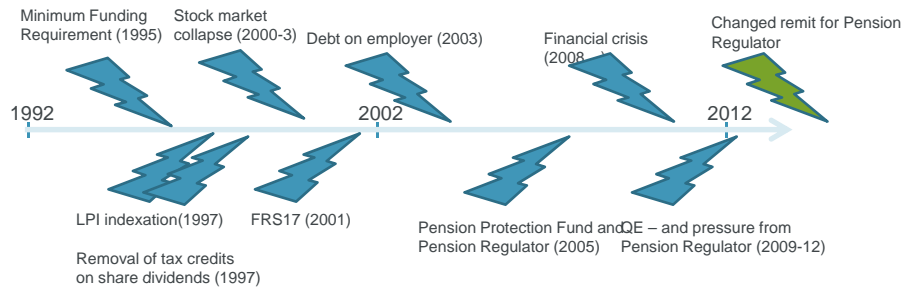 Minimum Funding
Requirement (1995)
Stock market
collapse (2000-3)
Debt on employer (2003)
Financial crisis
(2008
Changed remit for Pension
Regulator
1992
2002
2012
LPI indexation(1997)
Removal of tax credits
on share dividends (1997)
FRS17 (2001)
Pension Protection Fund and
Pension Regulator (2005)
QE – and pressure from
Pension Regulator (2009-12)